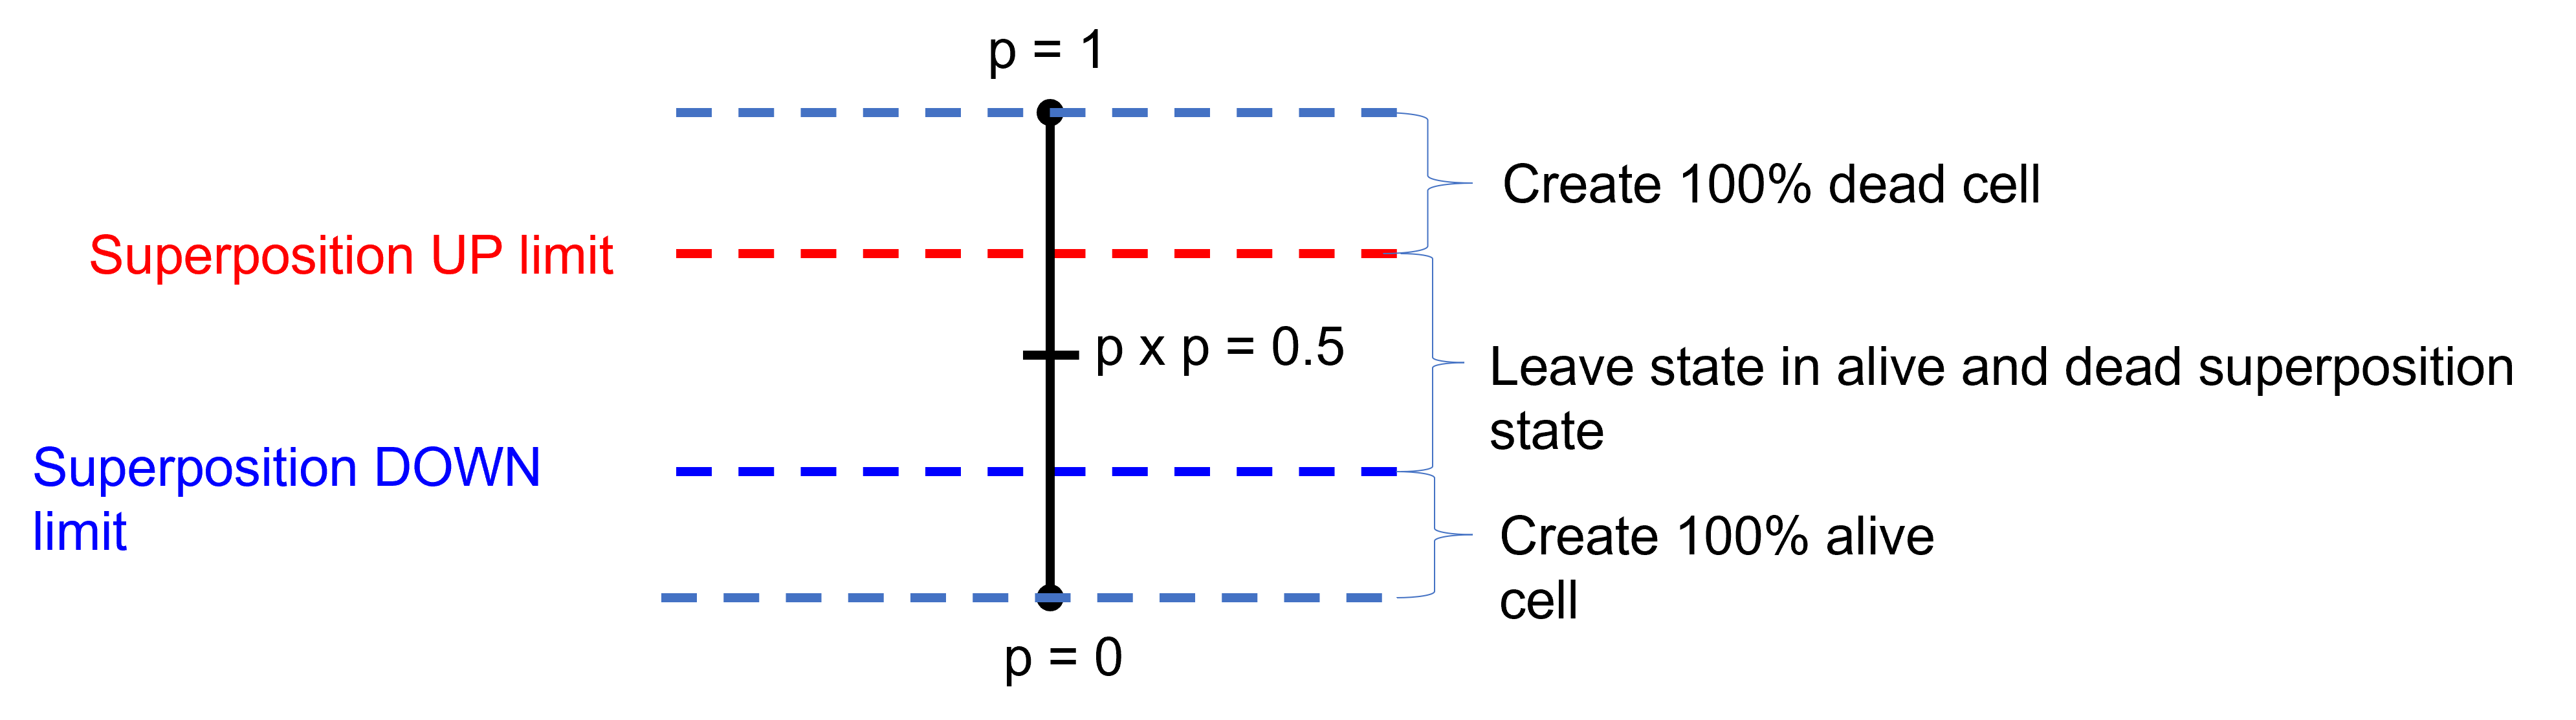 p = 1
Create 100% dead cell
Superposition UP limit
p x p = 0.5
Leave state in alive and dead superposition
state
Superposition DOWN
limit
Create 100% alive
cell
p = 0